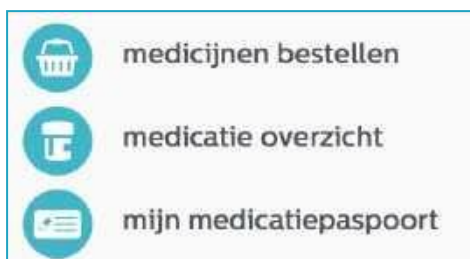 medicijnen bestellen
medicatie overzicht
mijn medicatiepaspoort